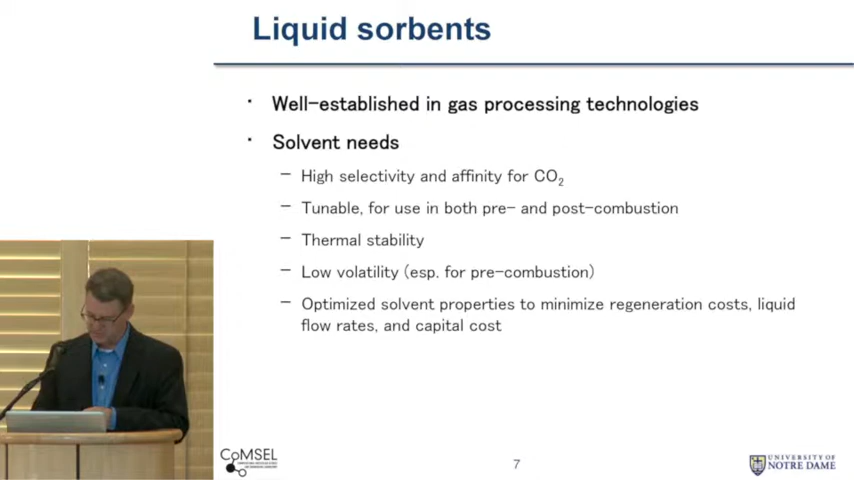 Liquid sorbents
• Well-established in gas processing technologies
• Solvent needs
– High selectivity and affinity for CO₂
– Tunable, for use in both pre- and post-combustion
– Thermal stability
– Low volatility (esp. for pre-combustion)
– Optimized solvent properties to minimize regeneration costs, liquid
flow rates, and capital cost
CoMSEL
7
UNIVERSITY OF
NOTRE DAME